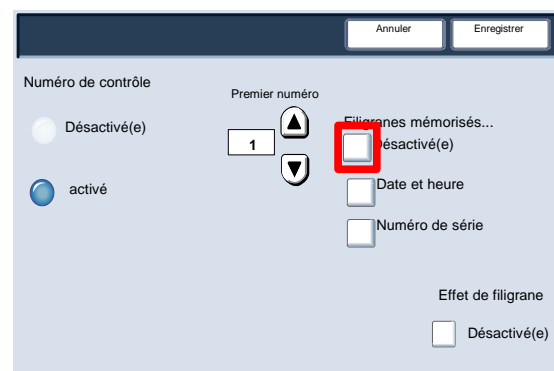 Annuler
Enregistrer
Numéro de contrôle
Premier numéro
Désactivé(e)
1
activé
Filigranes mémorisés...
Désactivé(e)
Date et heure
Numéro de série
Effet de filigrane
Désactivé(e)